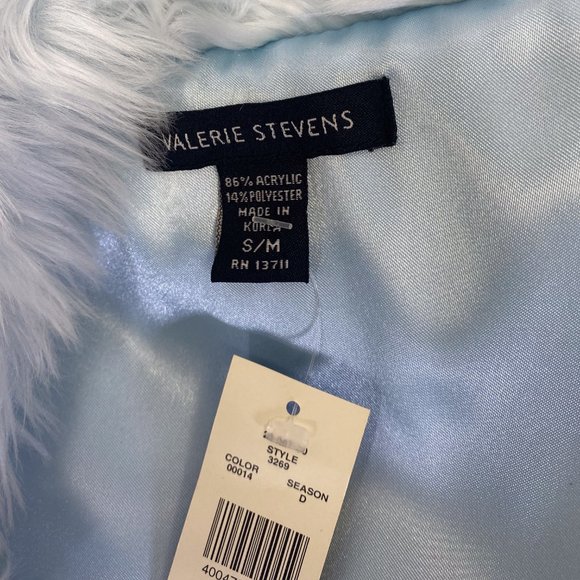 VALERIE STEVENS
86% ACRYLIC
14% POLYESTER
MADE IN
KOREA
S/M
RN 13711
STYLE
3269
COLOR
00014
SEASON
D